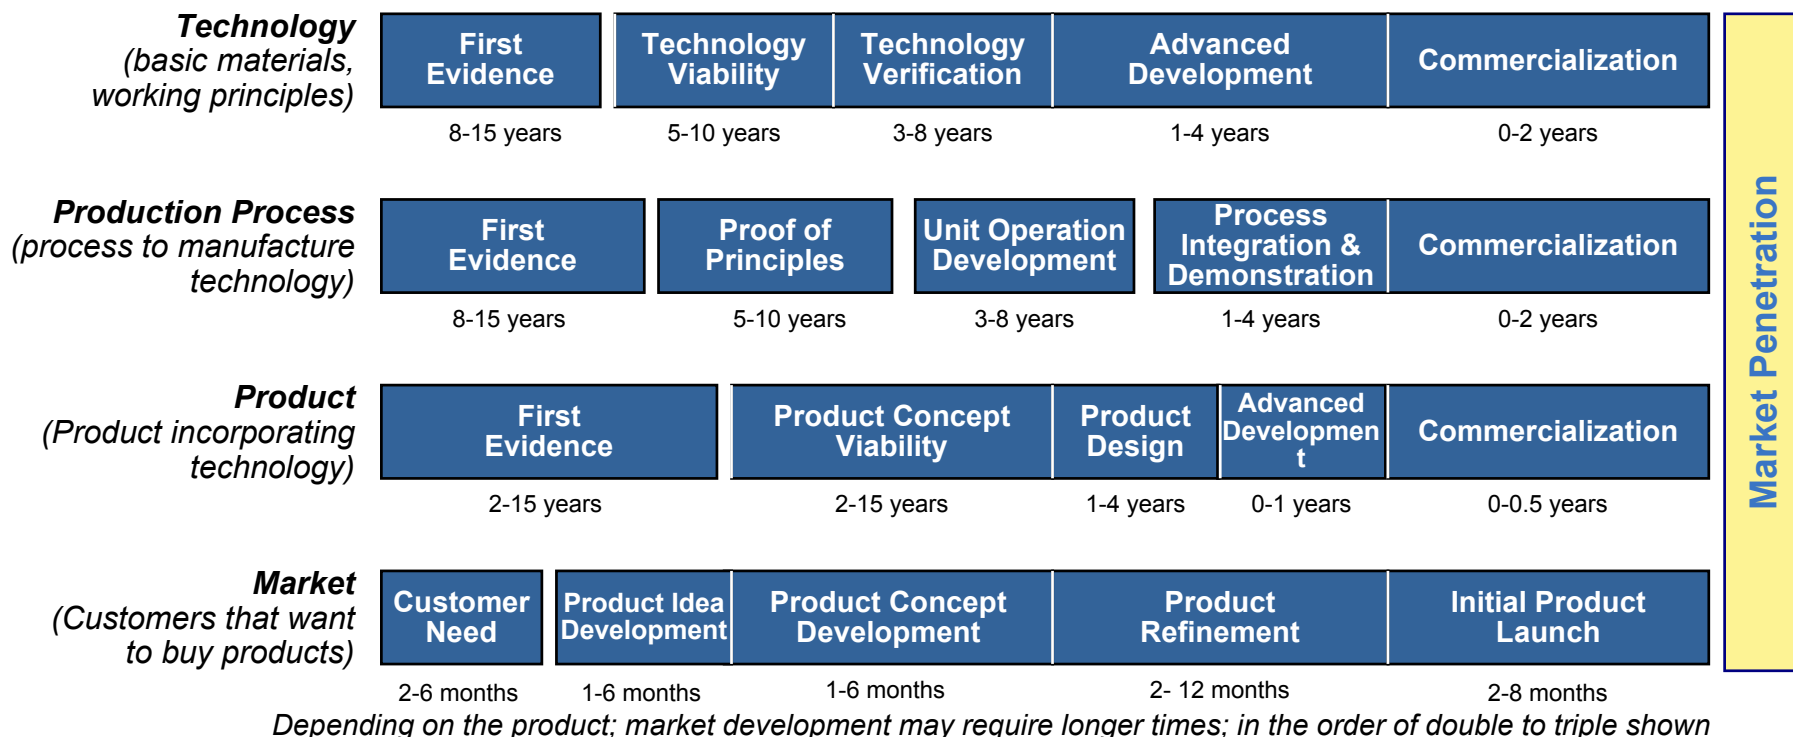 Technology
(basic materials,
working principles)
First
Evidence
Technology
Viability
Technology
Verification
Advanced
Development
Commercialization
8-15 years
5-10 years
3-8 years
1-4 years
0-2 years
Production Process
(process to manufacture
technology)
First
Evidence
Proof of
Principles
Unit Operation
Development
Process
Integration &
Demonstration
Commercialization
8-15 years
5-10 years
3-8 years
1-4 years
0-2 years
Product
(Product incorporating
technology)
First
Evidence
Product Concept
Viability
Product
Design
Advanced
Developmen
t
Commercialization
2-15 years
2-15 years
1-4 years
0-1 years
0-0.5 years
Market
(Customers that want
to buy products)
Customer
Need
Product Idea
Development
Product Concept
Development
Product
Refinement
Initial Product
Launch
2-6 months
1-6 months
1-6 months
2- 12 months
2-8 months
Depending on the product; market development may require longer times; in the order of double to triple shown
Market Penetration